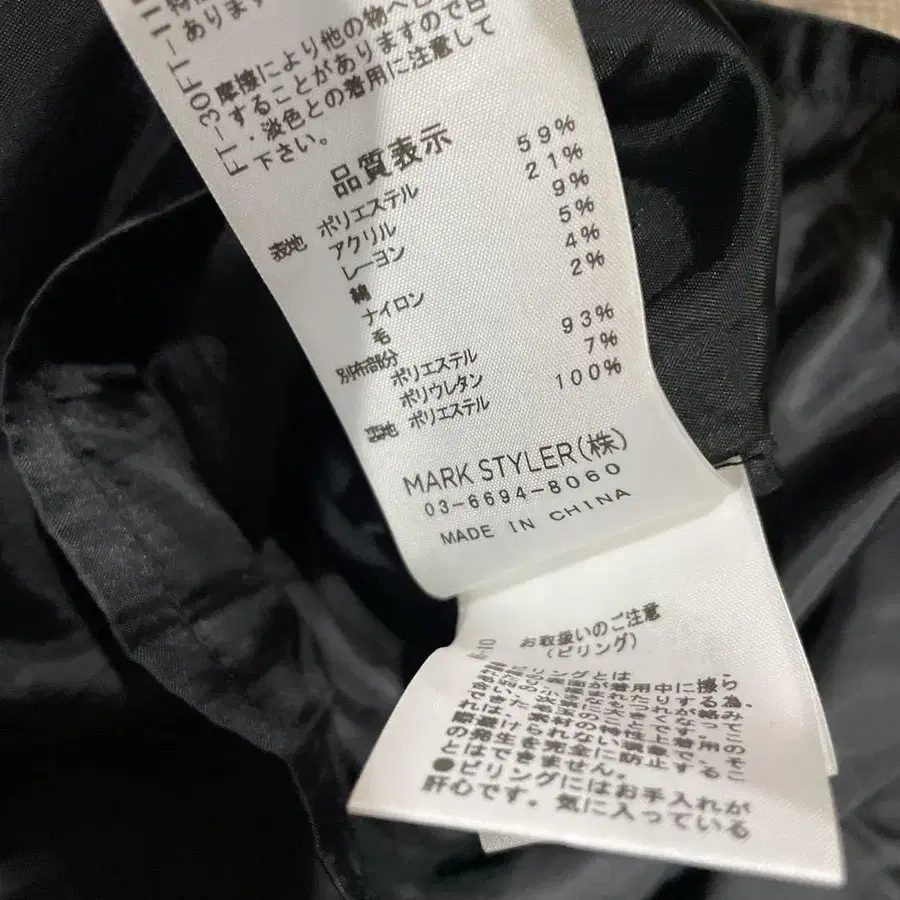 あります
摩擦により他の物へ
することがありますので白
・淡色との着用に注意して
下さい。
品質表示
表地 ポリエステル 59%
アクリル 21%
レーヨン 9%
綿 5%
ナイロン 4%
毛 2%
別布部分
ポリエステル 93%
ポリウレタン 7%
裏地 ポリエステル 100%
MARK STYLER(株)
03-6694-8060
MADE IN CHINA
お取扱いのご注意
(ピリング)
ピリングとは
の発生を完全に防止するこ
とはできません。
●ピリングにはお手入れが
肝心です。気に入っている